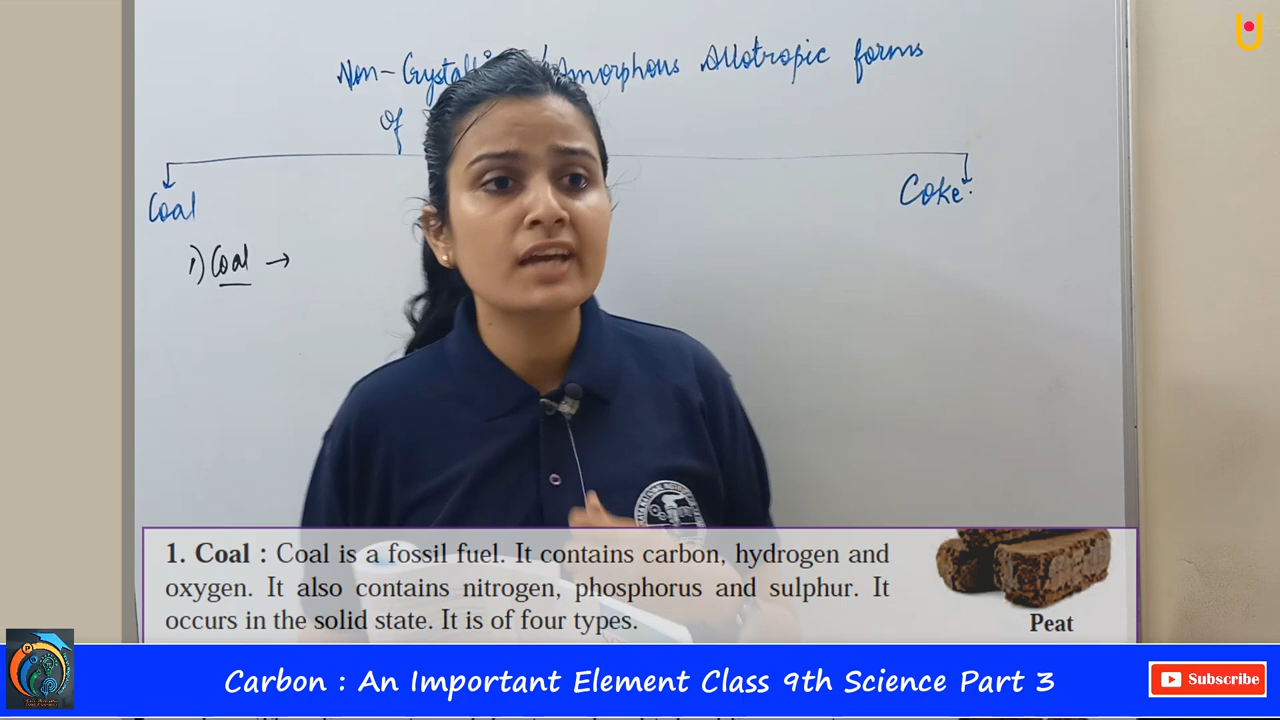 Amorphous Allotropic forms
of
Coal
Coke.
1) Coal →
1. Coal : Coal is a fossil fuel. It contains carbon, hydrogen and
oxygen. It also contains nitrogen, phosphorus and sulphur. It
occurs in the solid state. It is of four types.
Peat
Carbon : An Important Element Class 9th Science Part 3
Subscribe